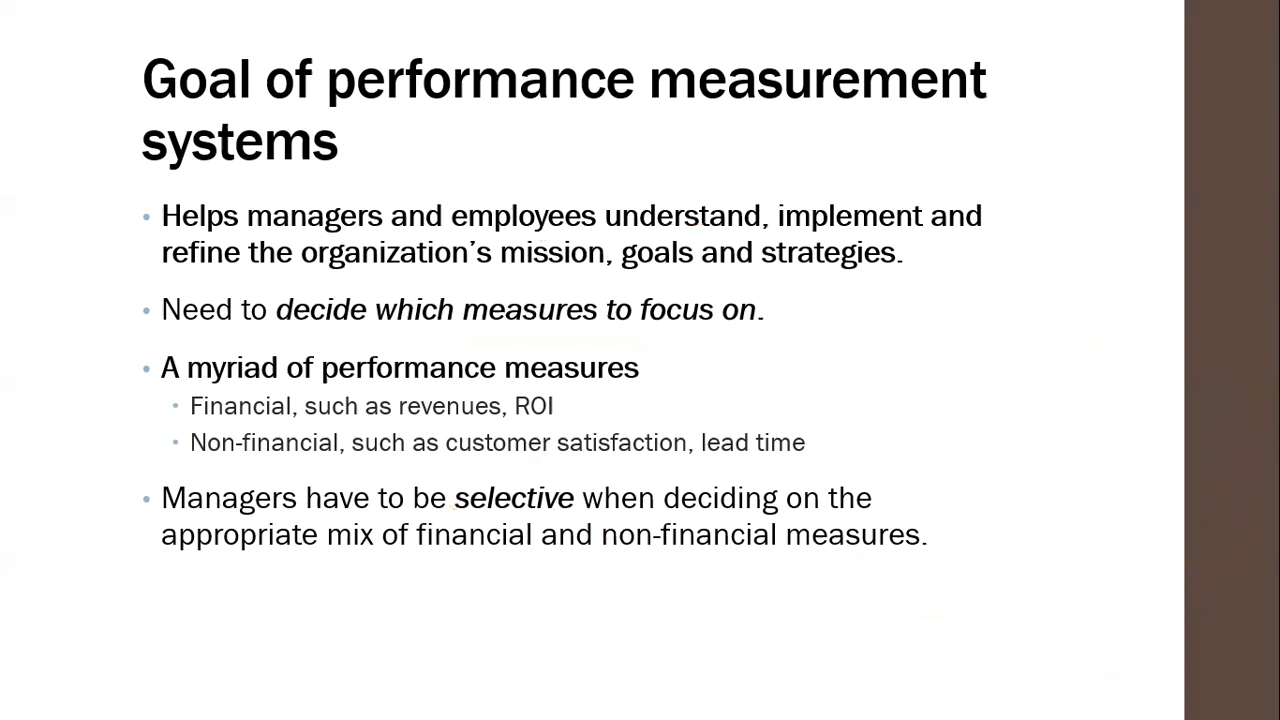 Goal of performance measurement
systems
• Helps managers and employees understand, implement and
refine the organization’s mission, goals and strategies.
• Need to decide which measures to focus on.
• A myriad of performance measures
• Financial, such as revenues, ROI
• Non-financial, such as customer satisfaction, lead time
• Managers have to be selective when deciding on the
appropriate mix of financial and non-financial measures.